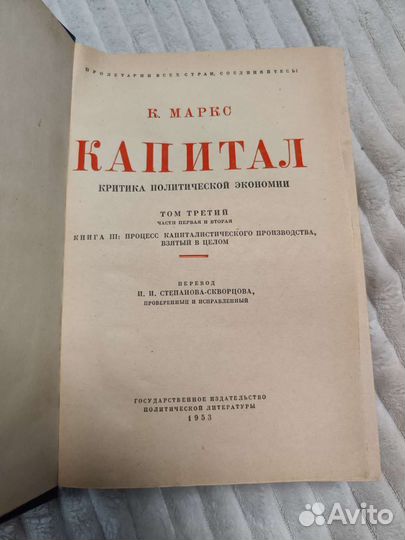 ПРОЛЕТАРИИ ВСЕХ СТРАН, СОЕДИНЯЙТЕСЬ!
К. МАРКС
КАПИТАЛ
КРИТИКА ПОЛИТИЧЕСКОЙ ЭКОНОМИИ
ТОМ ТРЕТИЙ
ЧАСТИ ПЕРВАЯ И ВТОРАЯ
КНИГА III: ПРОЦЕСС КАПИТАЛИСТИЧЕСКОГО ПРОИЗВОДСТВА,
ВЗЯТЫЙ В ЦЕЛОМ
ПЕРЕВОД
И. И. СТЕПАНОВА-СКВОРЦОВА,
ПРОВЕРЕННЫЙ И ИСПРАВЛЕННЫЙ
ГОСУДАРСТВЕННОЕ ИЗДАТЕЛЬСТВО
ПОЛИТИЧЕСКОЙ ЛИТЕРАТУРЫ
1953
Avito